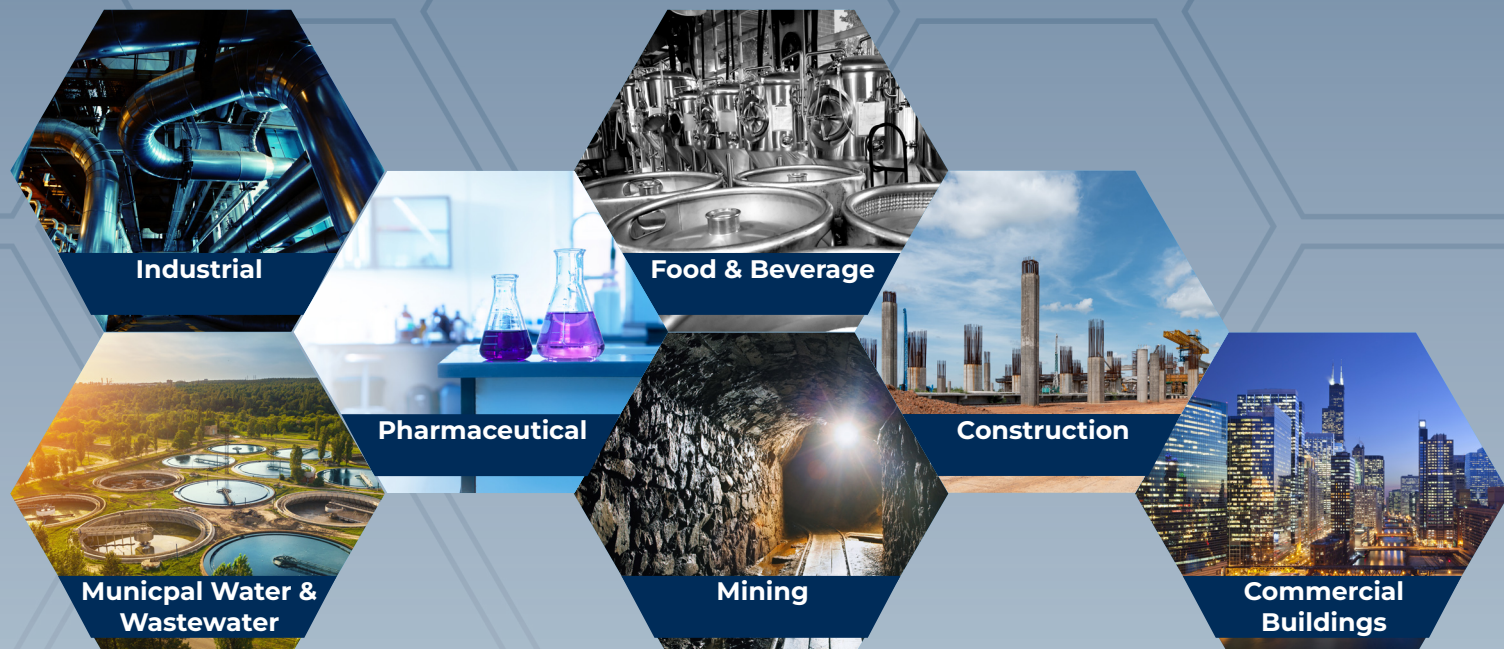 Industrial
Food & Beverage
Pharmaceutical
Construction
Municpal Water &
Wastewater
Mining
Commercial
Buildings